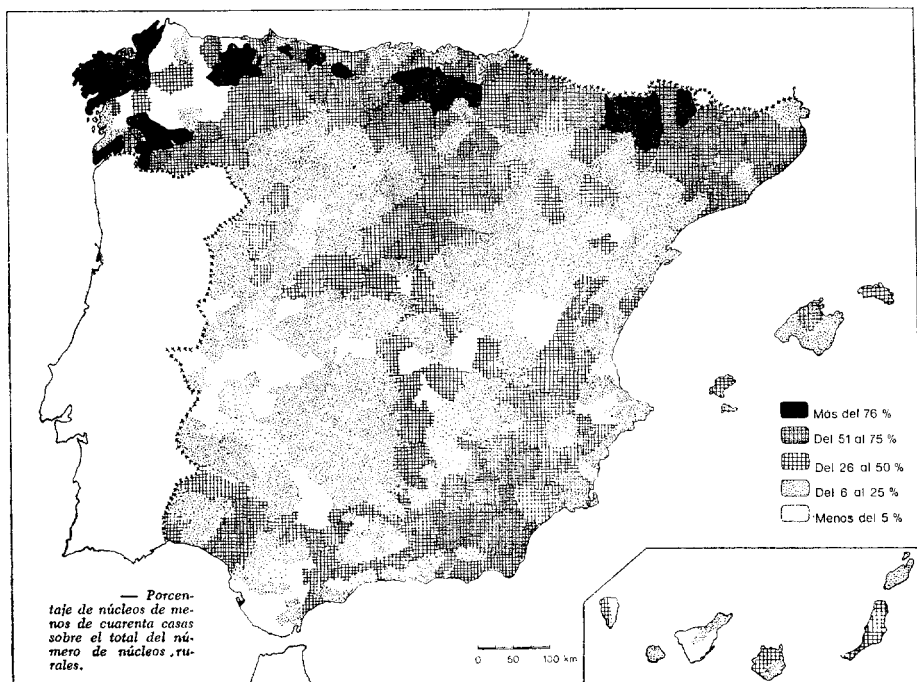 Más del 76 %
Del 51 al 75 %
Del 26 al 50 %
Del 6 al 25 %
Menos del 5 %
— Porcen-
taje de núcleos de me-
nos de cuarenta casas
sobre el total del nú-
mero de núcleos ru-
rales.
0 50 100 km